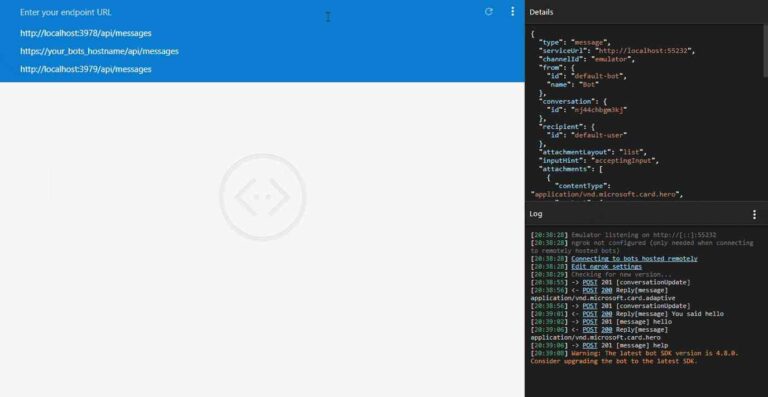 Enter your endpoint URL
http://localhost:3978/api/messages
https://your_bots_hostname/api/messages
http://localhost:3979/api/messages
Details
{
"type": "message",
"serviceUrl": "http://localhost:55232",
"channelId": "emulator",
"from": {
"id": "default-bot",
"name": "Bot"
},
"conversation": {
"id": "nj44chbgm3kj"
},
"recipient": {
"id": "default-user"
},
"attachmentLayout": "list",
"inputHint": "acceptingInput",
"attachments": [
{
"contentType":
"application/vnd.microsoft.card.hero",
Log
[20:38:28] Emulator listening on http://[::]:55232
[20:38:28] ngrok not configured (only needed when connecting
to remotely hosted bots)
[20:38:28] Connecting to bots hosted remotely
[20:38:28] Edit ngrok settings
[20:38:29] Checking for new version...
[20:38:55] -> POST 201 [conversationUpdate]
[20:38:56] <- POST 200 Reply[message]
application/vnd.microsoft.card.adaptive
[20:38:56] -> POST 201 [conversationUpdate]
[20:39:01] <- POST 200 Reply[message] You said hello
[20:39:02] -> POST 201 [message] hello
[20:39:06] <- POST 200 Reply[message]
application/vnd.microsoft.card.hero
[20:39:06] -> POST 201 [message] help
[20:39:08] Warning: The latest bot SDK version is 4.8.0.
Consider upgrading the bot to the latest SDK.